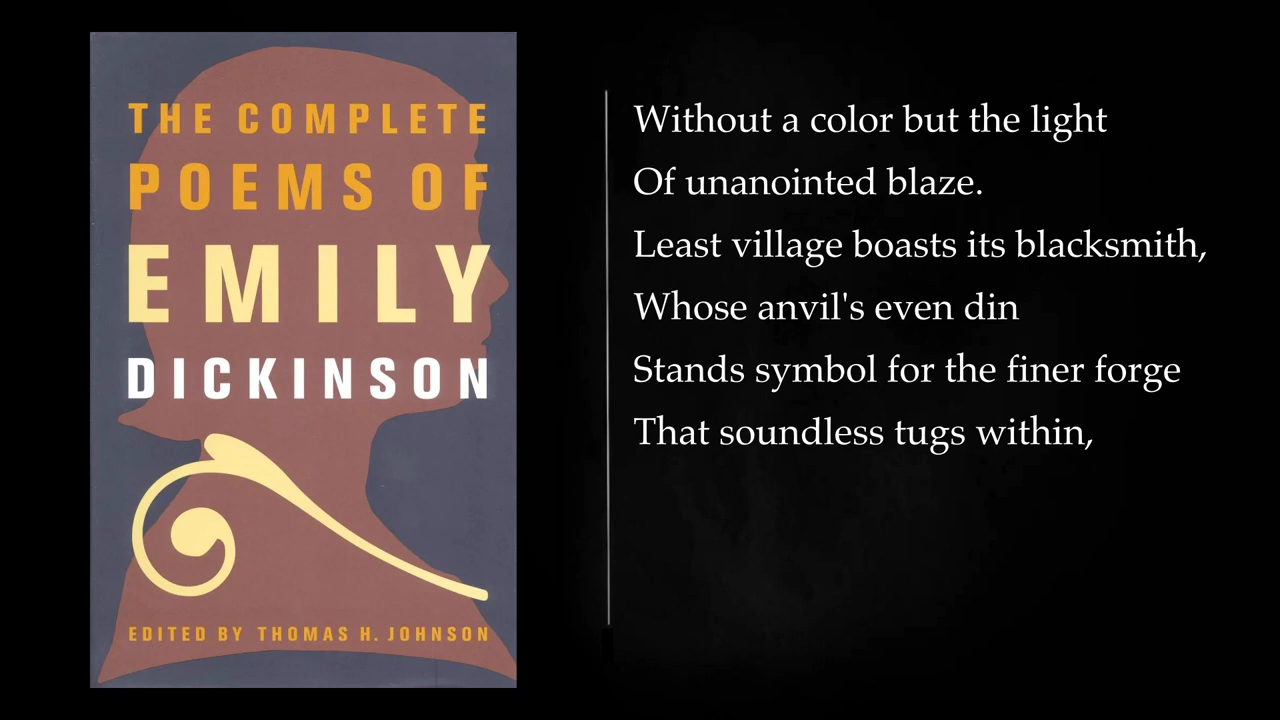 THE COMPLETE
POEMS OF
EMILY
DICKINSON
EDITED BY THOMAS H. JOHNSON
Without a color but the light
Of unanointed blaze.
Least village boasts its blacksmith,
Whose anvil's even din
Stands symbol for the finer forge
That soundless tugs within,